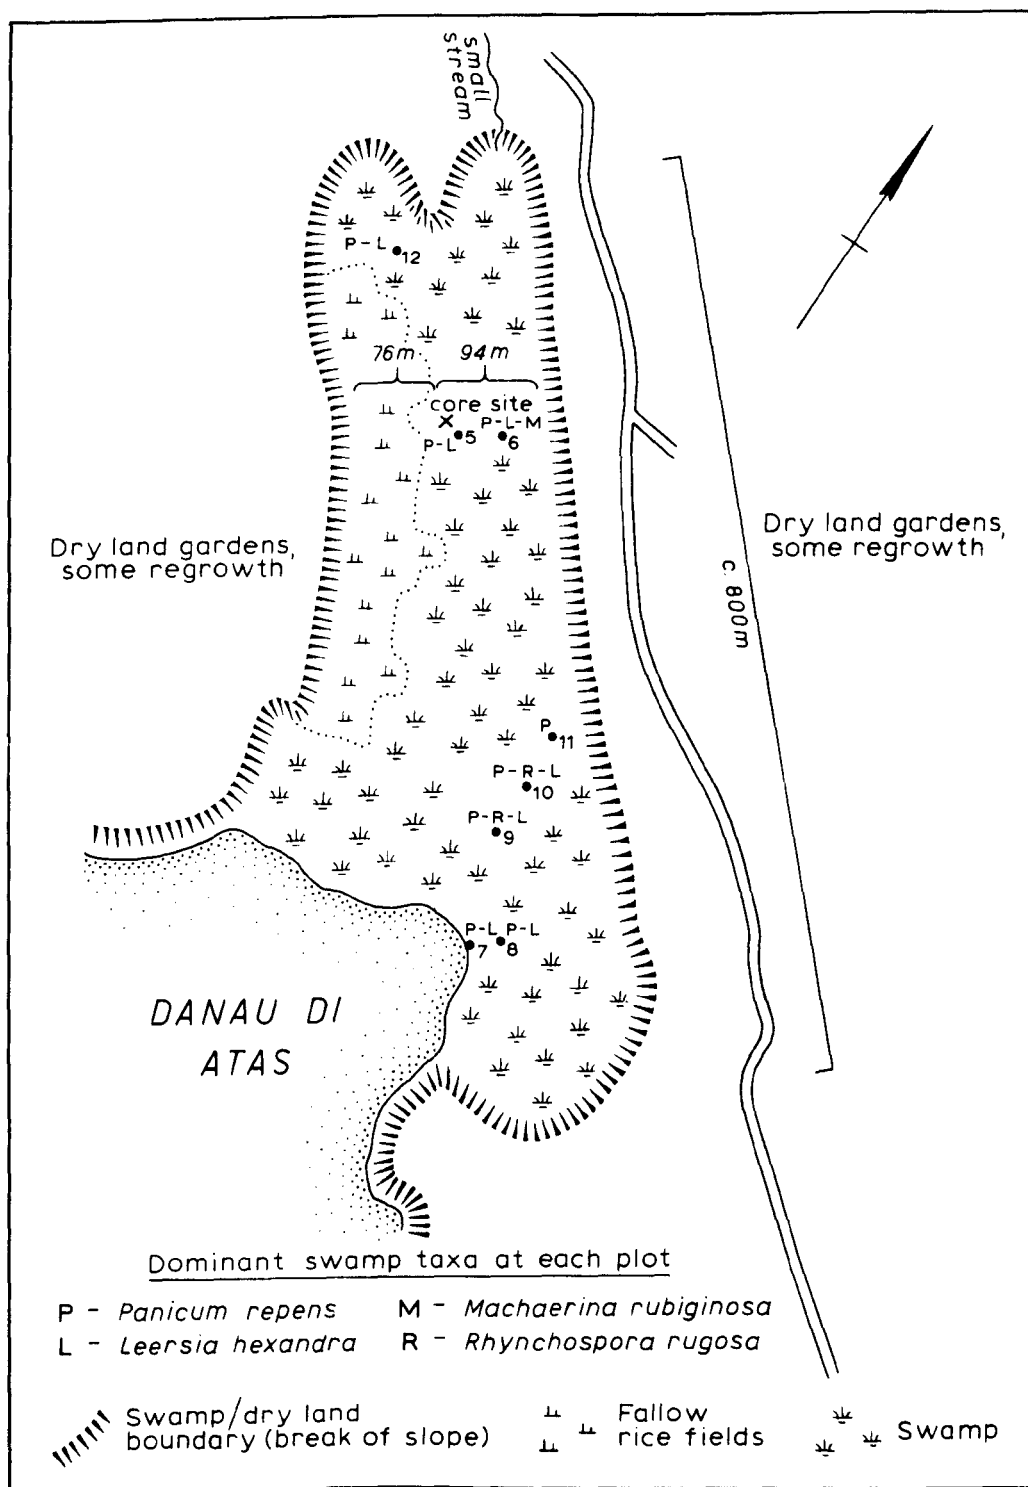 small
stream
P-L
12
76m
94m
core site
X
P-L
5
P-L-M
6
Dry land gardens,
some regrowth
Dry land gardens,
some regrowth
c. 800m
P
11
P-R-L
10
P-R-L
9
P-L
7
P-L
8
DANAU DI
ATAS
Dominant swamp taxa at each plot
P - Panicum repens M - Machaerina rubiginosa
L - Leersia hexandra R - Rhynchospora rugosa
Swamp/dry land
boundary (break of slope)
Fallow
rice fields
Swamp